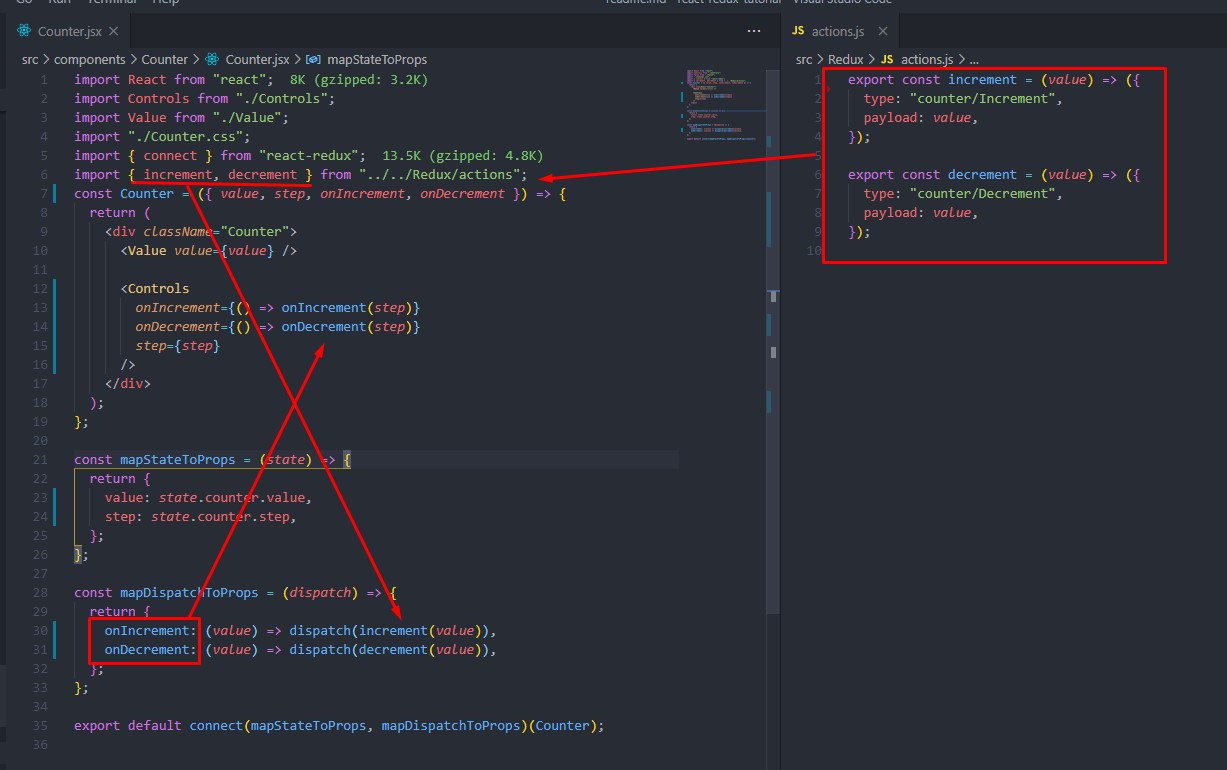 Go Run Terminal Help
readme.md - react-redux-tutorial - Visual Studio Code
Counter.jsx
src > components > Counter > Counter.jsx > mapStateToProps
1 import React from "react"; 8K (gzipped: 3.2K)
2 import Controls from "./Controls";
3 import Value from "./Value";
4 import "./Counter.css";
5 import { connect } from "react-redux"; 13.5K (gzipped: 4.8K)
6 import { increment, decrement } from "../../Redux/actions";
7 const Counter = ({ value, step, onIncrement, onDecrement }) => {
8 return (
9 <div className="Counter">
10 <Value value={value} />
11
12 <Controls
13 onIncrement={() => onIncrement(step)}
14 onDecrement={() => onDecrement(step)}
15 step={step}
16 />
17 </div>
18 );
19 };
20
21 const mapStateToProps = (state) => {
22 return {
23 value: state.counter.value,
24 step: state.counter.step,
25 };
26 };
27
28 const mapDispatchToProps = (dispatch) => {
29 return {
30 onIncrement: (value) => dispatch(increment(value)),
31 onDecrement: (value) => dispatch(decrement(value)),
32 };
33 };
34
35 export default connect(mapStateToProps, mapDispatchToProps)(Counter);
36
JS actions.js
src > Redux > JS actions.js > ...
1 export const increment = (value) => ({
2 type: "counter/Increment",
3 payload: value,
4 });
5
6 export const decrement = (value) => ({
7 type: "counter/Decrement",
8 payload: value,
9 });
10